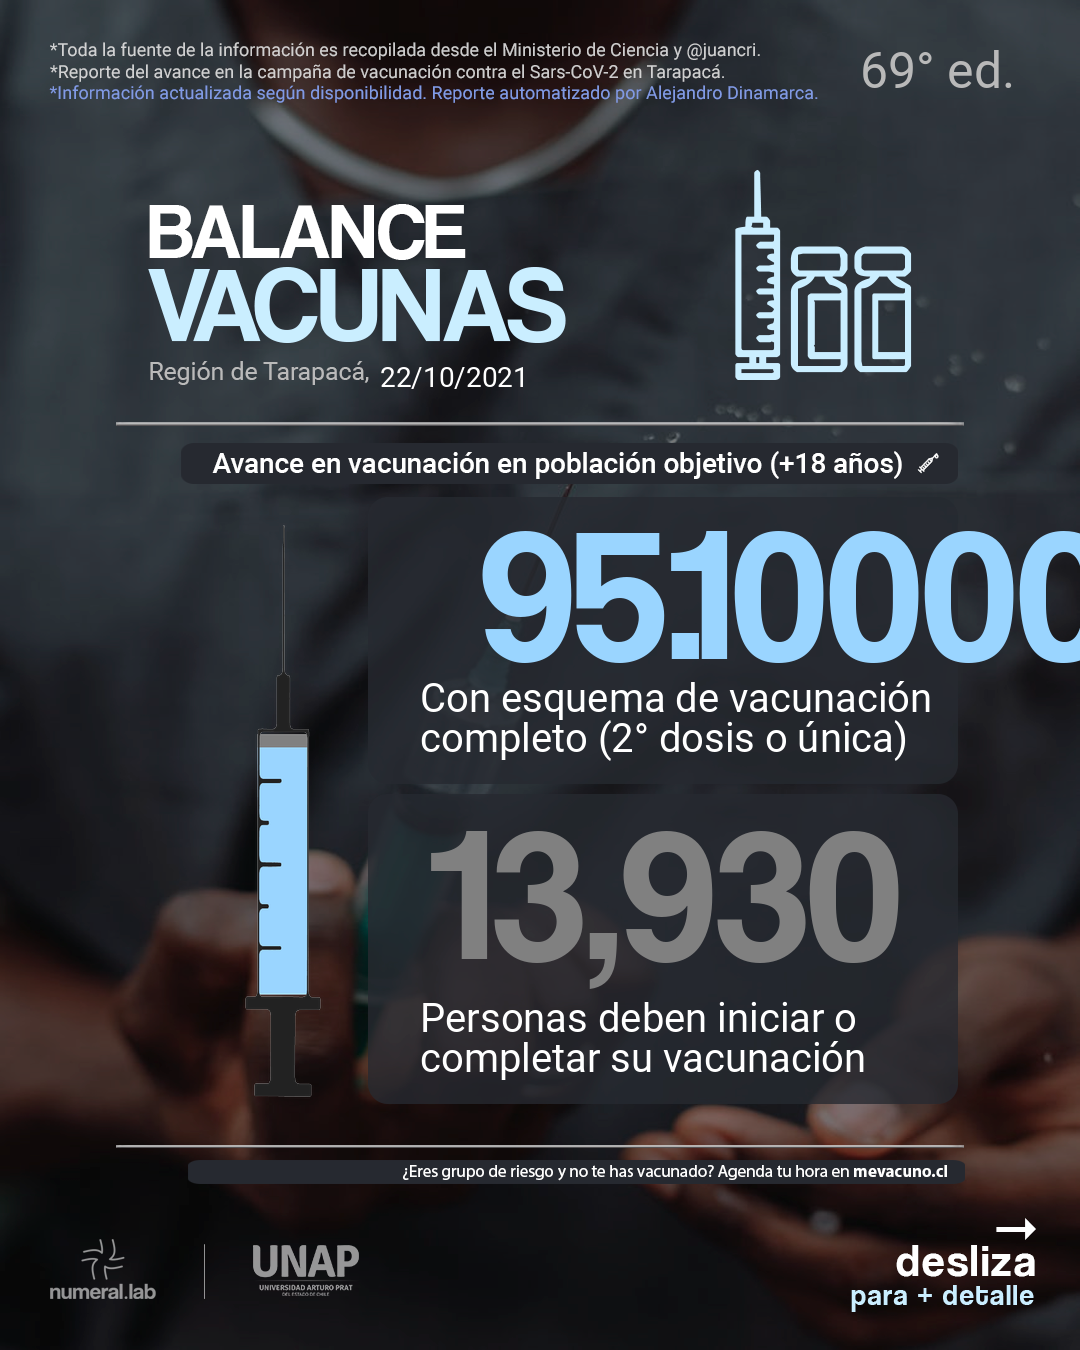 *Toda la fuente de la información es recopilada desde el Ministerio de Ciencia y @juancri.
*Reporte del avance en la campaña de vacunación contra el Sars-CoV-2 en Tarapacá.
*Información actualizada según disponibilidad. Reporte automatizado por Alejandro Dinamarca.
69° ed.
BALANCE
VACUNAS
Región de Tarapacá, 22/10/2021
Avance en vacunación en población objetivo (+18 años)
95.10000
Con esquema de vacunación
completo (2° dosis o única)
13,930
Personas deben iniciar o
completar su vacunación
¿Eres grupo de riesgo y no te has vacunado? Agenda tu hora en mevacuno.cl
numeral.lab
UNAP
UNIVERSIDAD ARTURO PRAT
DEL ESTADO DE CHILE
desliza
para + detalle